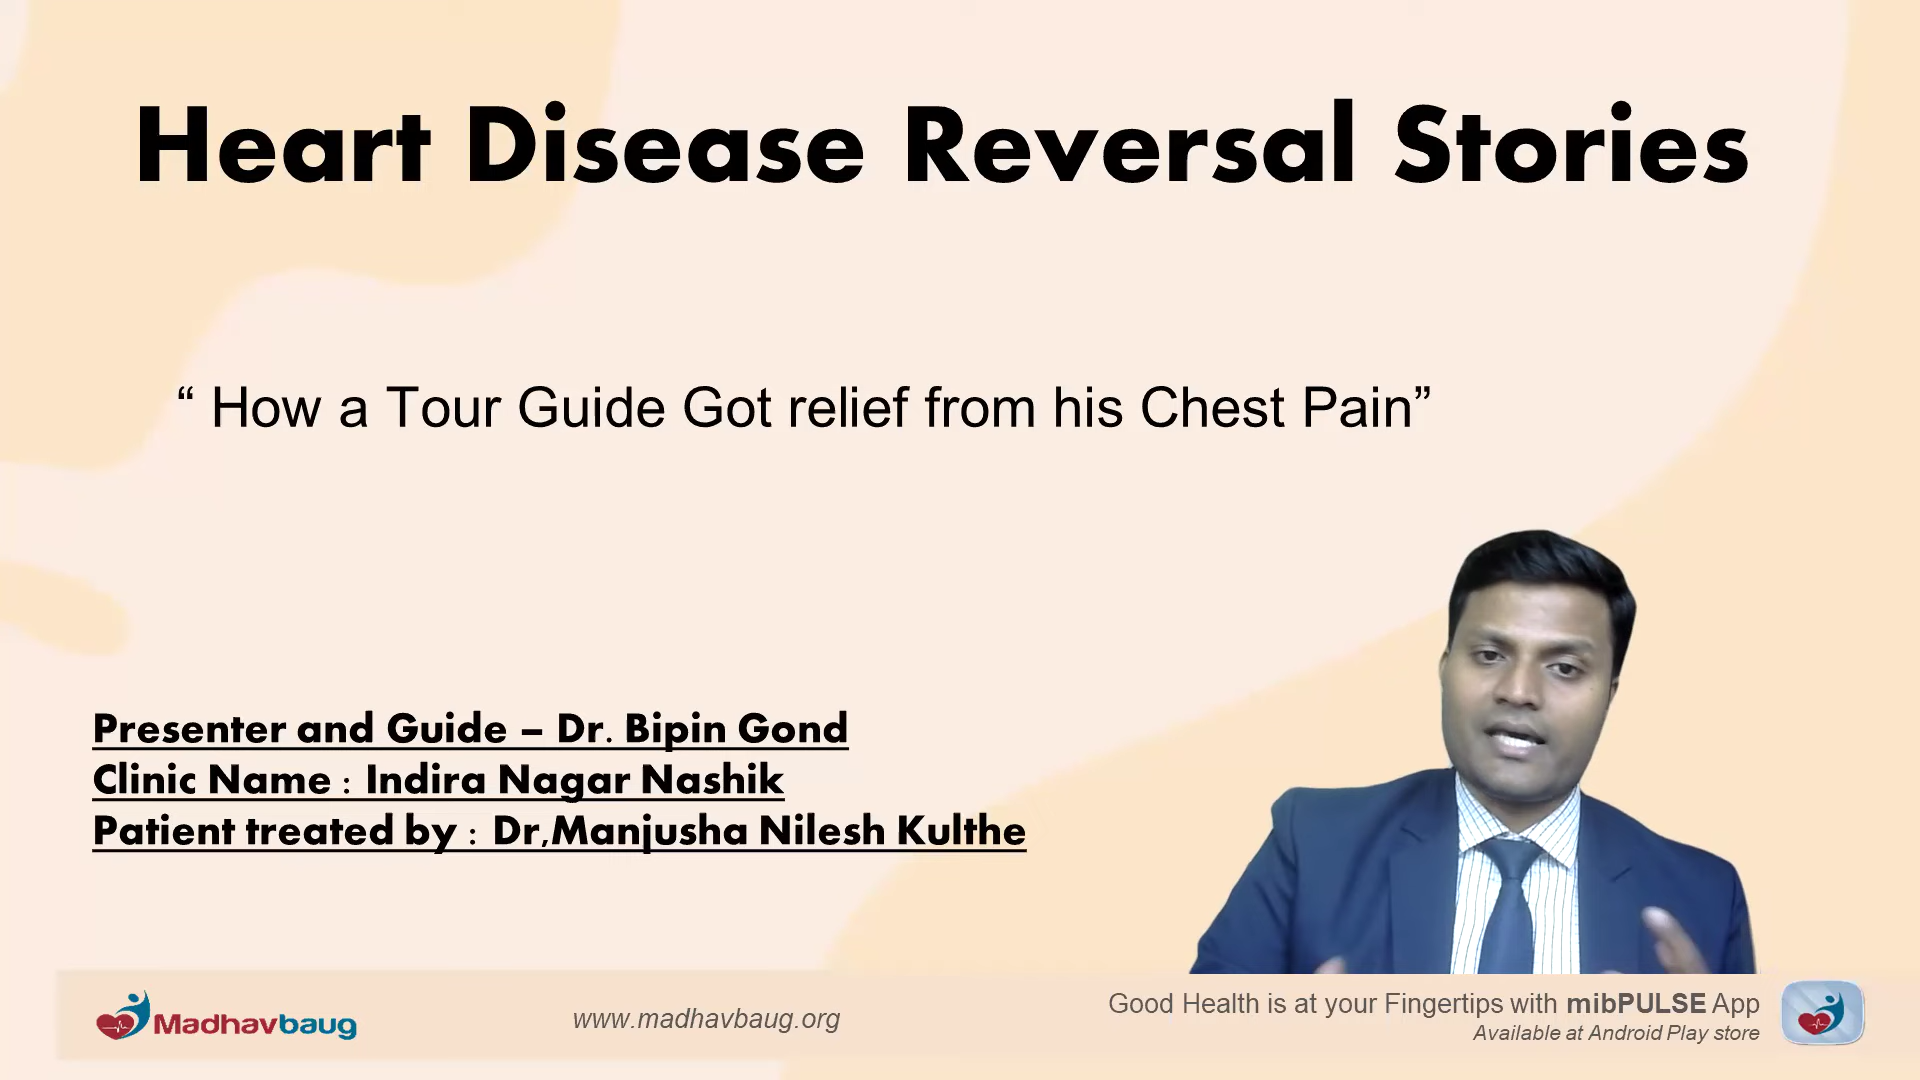 Heart Disease Reversal Stories
“ How a Tour Guide Got relief from his Chest Pain”
Presenter and Guide – Dr. Bipin Gond
Clinic Name : Indira Nagar Nashik
Patient treated by : Dr,Manjusha Nilesh Kulthe
Madhavbaug
www.madhavbaug.org
Good Health is at your Fingertips with mibPULSE App
Available at Android Play store